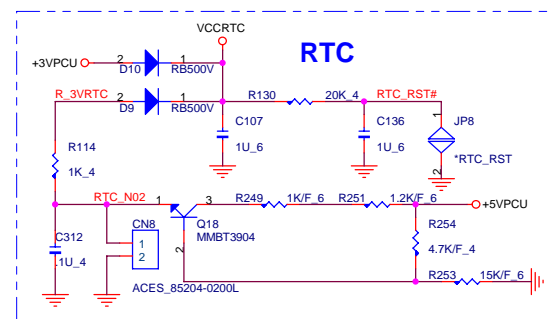 VCCRTC
RTC
+3VPCU
2
1
D10
RB500V
R_3VRTC
2
1
D9
RB500V
R130
20K_4
RTC_RST#
C107
1U_6
C136
1U_6
1
JP8
*RTC_RST
2
R114
1K_4
RTC_N02
1
3
R249
1K/F_6
R251
1.2K/F_6
+5VPCU
Q18
MMBT3904
2
CN8
1
2
C312
.1U_4
R254
4.7K/F_4
R253
15K/F_6
ACES_85204-0200L